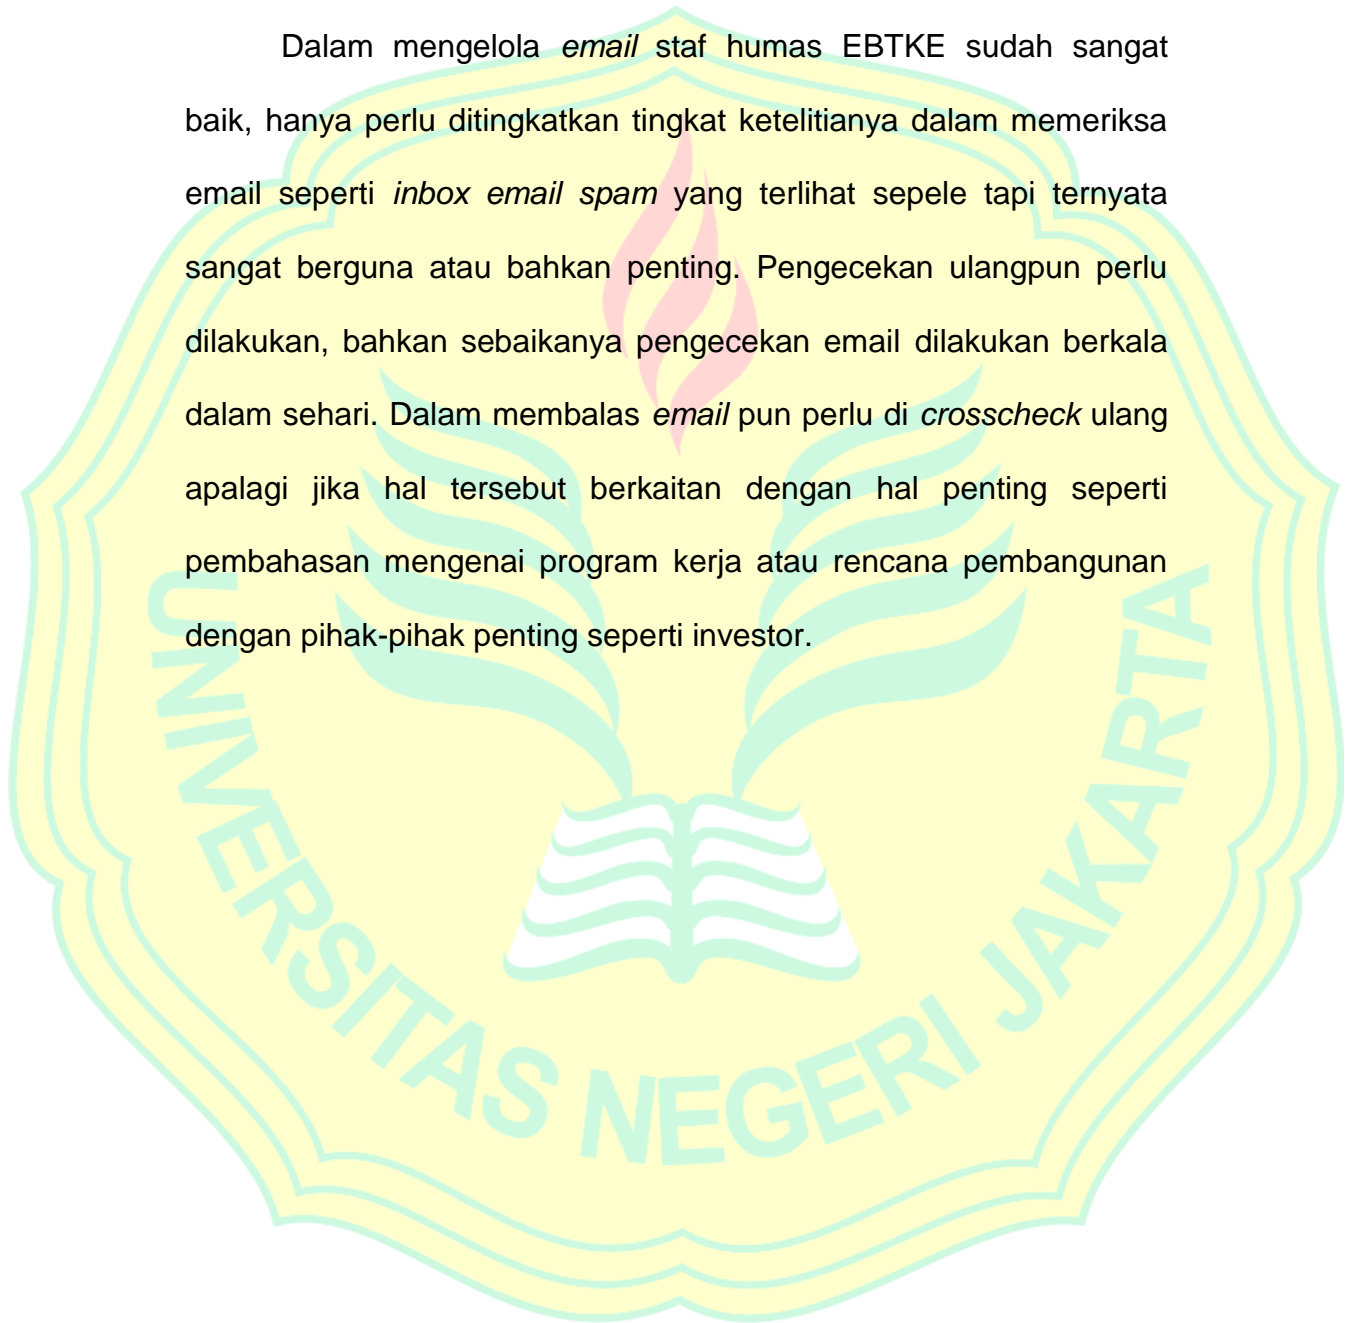 Dalam mengelola email staf humas EBTKE sudah sangat
baik, hanya perlu ditingkatkan tingkat ketelitianya dalam memeriksa
email seperti inbox email spam yang terlihat sepele tapi ternyata
sangat berguna atau bahkan penting. Pengecekan ulangpun perlu
dilakukan, bahkan sebaikanya pengecekan email dilakukan berkala
dalam sehari. Dalam membalas email pun perlu di crosscheck ulang
apalagi jika hal tersebut berkaitan dengan hal penting seperti
pembahasan mengenai program kerja atau rencana pembangunan
dengan pihak-pihak penting seperti investor.
UNIVERSITAS NEGERI JAKARTA